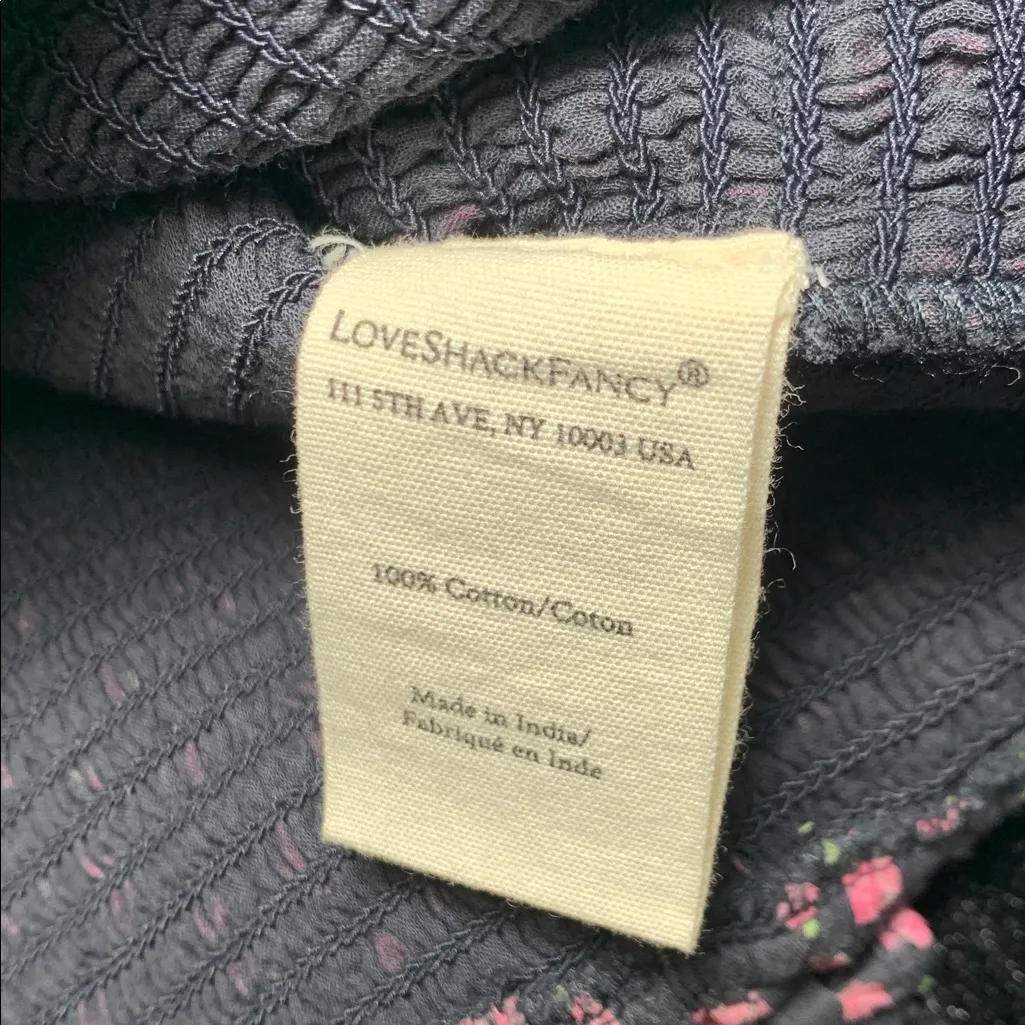 LOVESHACKFANCY®
111 5TH AVE, NY 10003 USA
100% Cotton/Coton
Made in India/
Fabriqué en Inde